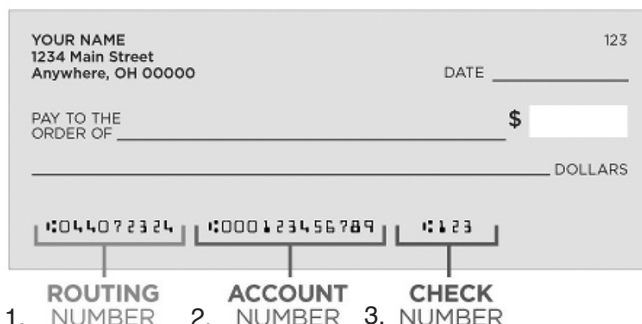 YOUR NAME
123
1234 Main Street
Anywhere, OH 00000
DATE
PAY TO THE
ORDER OF
$
DOLLARS
⑆044072324 ⑆000123456789 ⑆123
ROUTING ACCOUNT CHECK
1. NUMBER 2. NUMBER 3. NUMBER